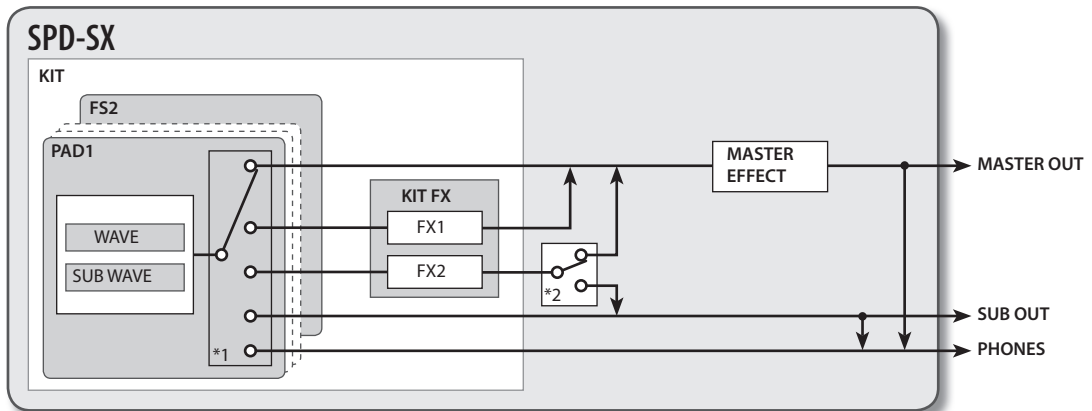 SPD-SX
KIT
FS2
PAD1
WAVE
SUB WAVE
*1
KIT FX
FX1
FX2
*2
MASTER
EFFECT
MASTER OUT
SUB OUT
PHONES